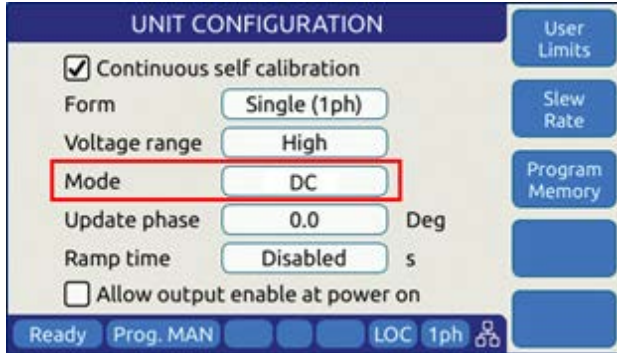 UNIT CONFIGURATION
Continuous self calibration
Form Single (1ph)
Voltage range High
Mode DC
Update phase 0.0 Deg
Ramp time Disabled s
Allow output enable at power on
Ready Prog. MAN LOC 1ph
User
Limits
Slew
Rate
Program
Memory